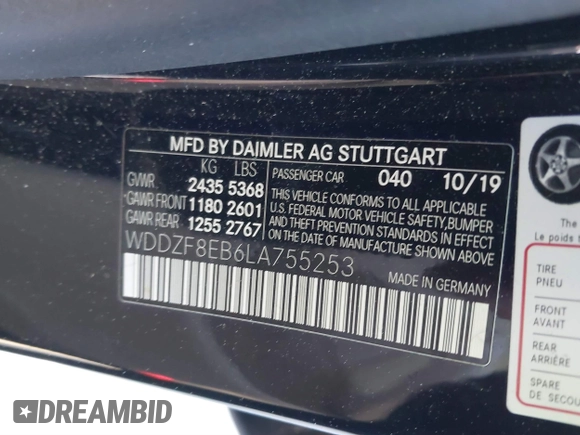 MFD BY DAIMLER AG STUTTGART
KG LBS
GVWR 2435 5368
GAWR FRONT 1180 2601
GAWR REAR 1255 2767
PASSENGER CAR 040 10/19
THIS VEHICLE CONFORMS TO ALL APPLICABLE
U.S. FEDERAL MOTOR VEHICLE SAFETY, BUMPER
AND THEFT PREVENTION STANDARDS IN EFFECT
ON THE DATE OF MANUFACTURE SHOWN ABOVE
WDDZF8EB6LA755253
MADE IN GERMANY
The
Le poids t
TIRE
PNEU
FRONT
AVANT
REAR
ARRIÈRE
SPARE
DE SECOU
DREAMBID